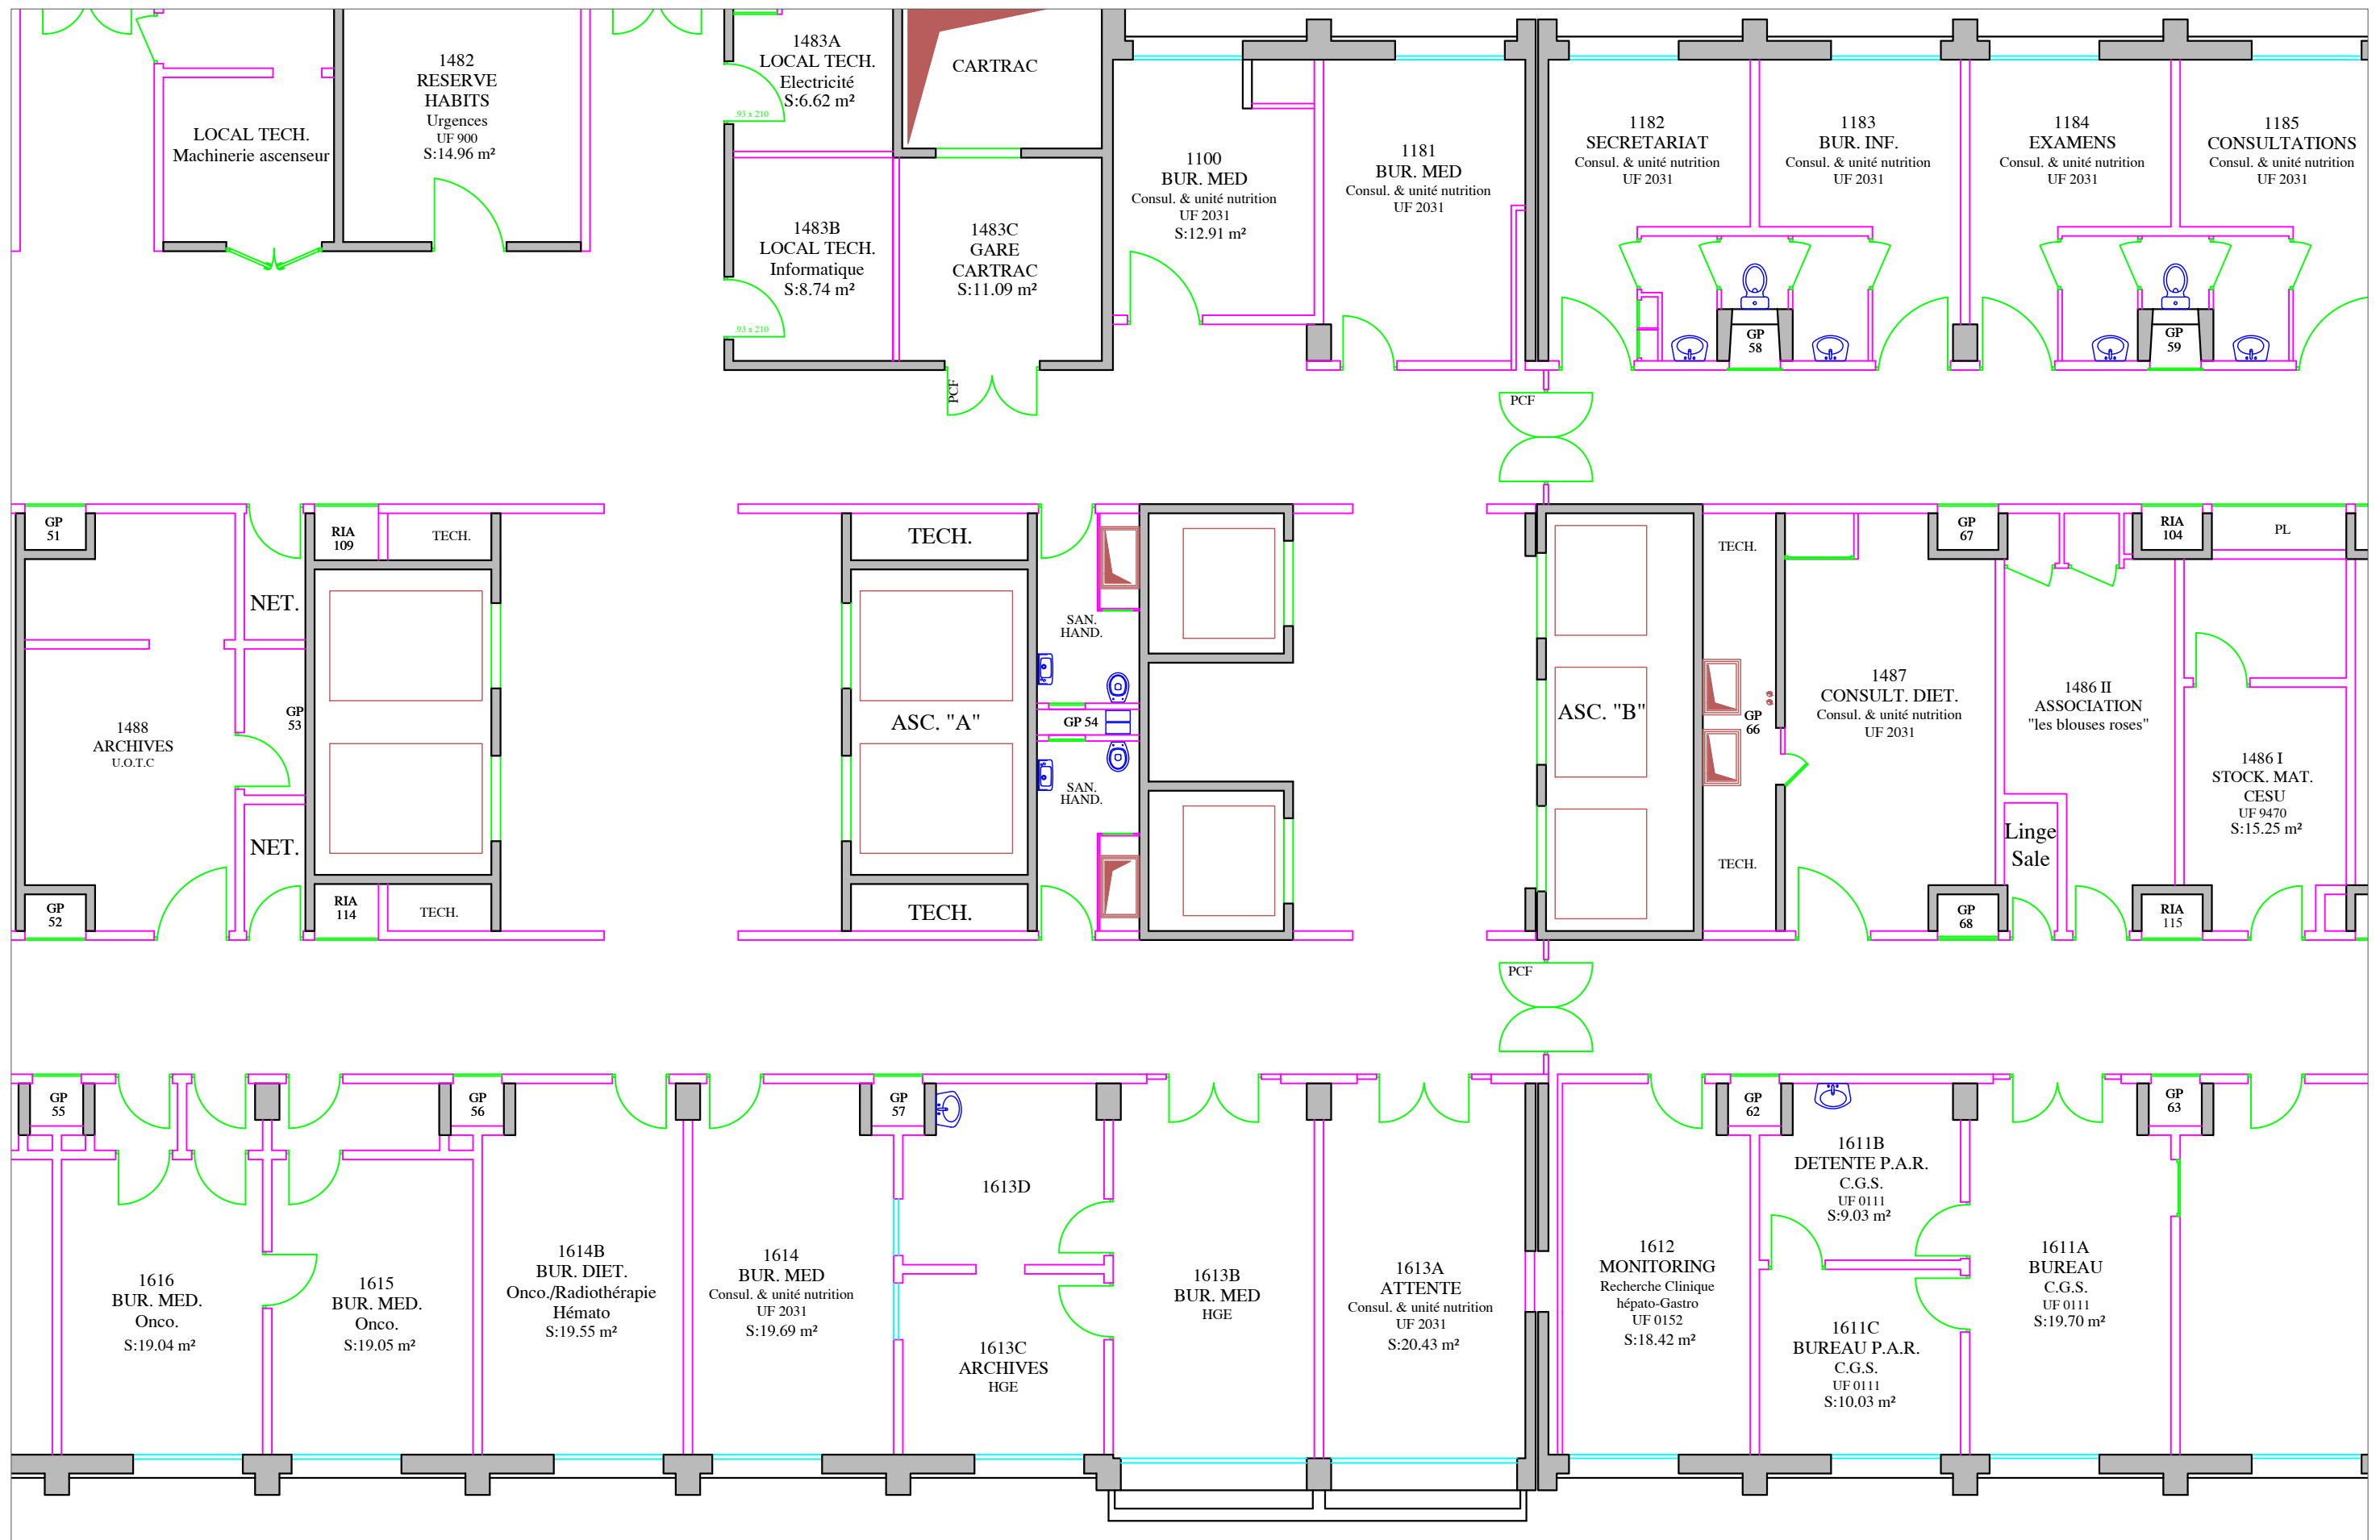 1482
RESERVE
HABITS
Urgences
UF 900
S:14.96 m²
LOCAL TECH.
Machinerie ascenseur
1483A
LOCAL TECH.
Electricité
S:6.62 m²
.93 x 210
CARTRAC
1483B
LOCAL TECH.
Informatique
S:8.74 m²
.93 x 210
1483C
GARE
CARTRAC
S:11.09 m²
PCF
1100
BUR. MED
Consul. & unité nutrition
UF 2031
S:12.91 m²
1181
BUR. MED
Consul. & unité nutrition
UF 2031
1182
SECRETARIAT
Consul. & unité nutrition
UF 2031
1183
BUR. INF.
Consul. & unité nutrition
UF 2031
1184
EXAMENS
Consul. & unité nutrition
UF 2031
1185
CONSULTATIONS
Consul. & unité nutrition
UF 2031
GP
58
GP
59
PCF
GP
51
RIA
109
TECH.
NET.
GP
53
1488
ARCHIVES
U.O.T.C
NET.
GP
52
RIA
114
TECH.
TECH.
ASC. "A"
TECH.
SAN.
HAND.
GP 54
SAN.
HAND.
ASC. "B"
TECH.
GP
66
TECH.
1487
CONSULT. DIET.
Consul. & unité nutrition
UF 2031
GP
67
RIA
104
PL
1486 II
ASSOCIATION
"les blouses roses"
1486 I
STOCK. MAT.
CESU
UF 9470
S:15.25 m²
Linge
Sale
GP
68
RIA
115
PCF
GP
55
GP
56
GP
57
GP
62
GP
63
1616
BUR. MED.
Onco.
S:19.04 m²
1615
BUR. MED.
Onco.
S:19.05 m²
1614B
BUR. DIET.
Onco./Radiothérapie
Hémato
S:19.55 m²
1614
BUR. MED
Consul. & unité nutrition
UF 2031
S:19.69 m²
1613D
1613C
ARCHIVES
HGE
1613B
BUR. MED
HGE
1613A
ATTENTE
Consul. & unité nutrition
UF 2031
S:20.43 m²
1612
MONITORING
Recherche Clinique
hépato-Gastro
UF 0152
S:18.42 m²
1611B
DETENTE P.A.R.
C.G.S.
UF 0111
S:9.03 m²
1611C
BUREAU P.A.R.
C.G.S.
UF 0111
S:10.03 m²
1611A
BUREAU
C.G.S.
UF 0111
S:19.70 m²